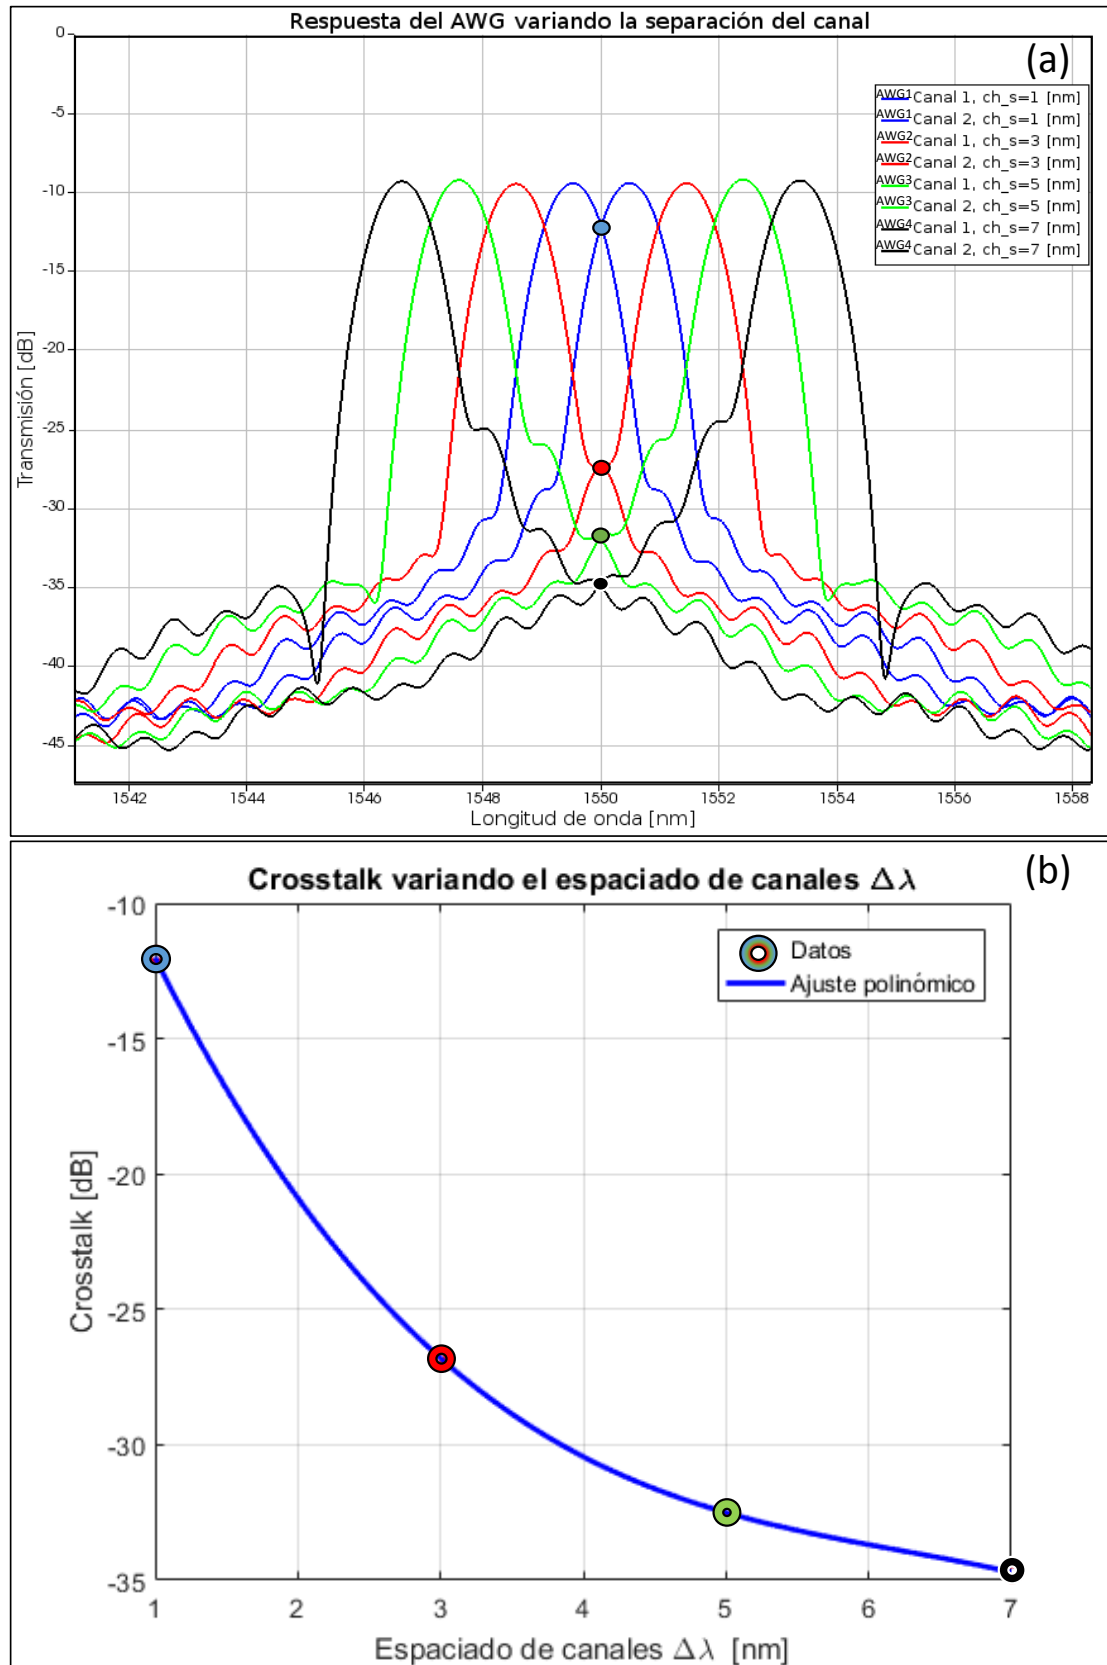 Respuesta del AWG variando la separación del canal
(a)
AWG1 Canal 1, ch_s=1 [nm]
AWG1 Canal 2, ch_s=1 [nm]
AWG2 Canal 1, ch_s=3 [nm]
AWG2 Canal 2, ch_s=3 [nm]
AWG3 Canal 1, ch_s=5 [nm]
AWG3 Canal 2, ch_s=5 [nm]
AWG4 Canal 1, ch_s=7 [nm]
AWG4 Canal 2, ch_s=7 [nm]
Transmisión [dB]
0
-5
-10
-15
-20
-25
-30
-35
-40
-45
1542 1544 1546 1548 1550 1552 1554 1556 1558
Longitud de onda [nm]
Crosstalk variando el espaciado de canales Δλ
(b)
Datos
Ajuste polinómico
Crosstalk [dB]
-10
-15
-20
-25
-30
-35
1 2 3 4 5 6 7
Espaciado de canales Δλ [nm]